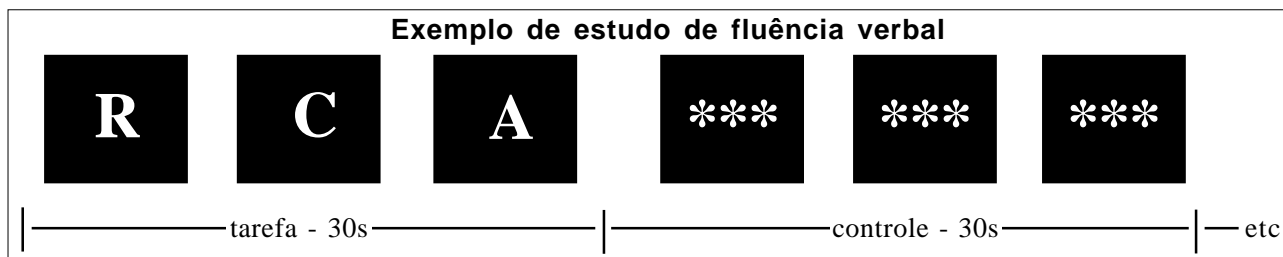 Exemplo de estudo de fluência verbal
R C A *** *** ***
tarefa - 30s controle - 30s etc